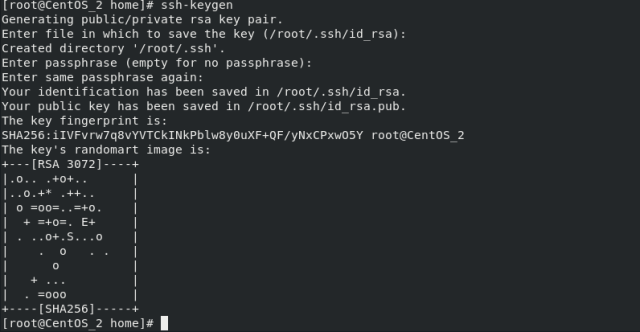 [root@CentOS_2 home]# ssh-keygen
Generating public/private rsa key pair.
Enter file in which to save the key (/root/.ssh/id_rsa):
Created directory '/root/.ssh'.
Enter passphrase (empty for no passphrase):
Enter same passphrase again:
Your identification has been saved in /root/.ssh/id_rsa.
Your public key has been saved in /root/.ssh/id_rsa.pub.
The key fingerprint is:
SHA256:iIVFvrw7q8vYVTCkINkPblw8y0uXF+QF/yNxCPxwO5Y root@CentOS_2
The key's randomart image is:
+---[RSA 3072]----+
|.o.. .+o+..      |
|..o.+* .++..     |
| o =oo=..=+o.    |
|  + =+o=. E+     |
| . ..o+.S...o    |
|    .  o   . .   |
|      o          |
|   + ...         |
|  . =ooo         |
+----[SHA256]-----+
[root@CentOS_2 home]#